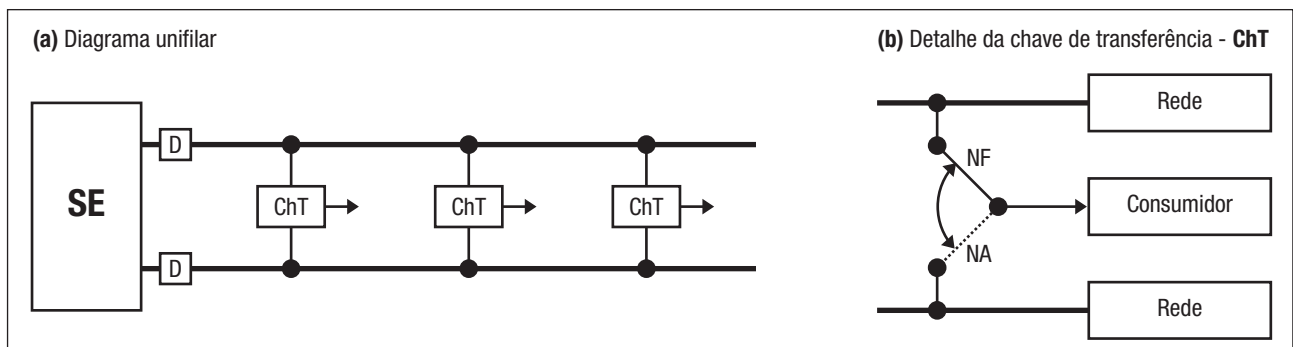 (a) Diagrama unifilar
SE
D
D
ChT
ChT
ChT
(b) Detalhe da chave de transferência - ChT
Rede
NF
Consumidor
NA
Rede